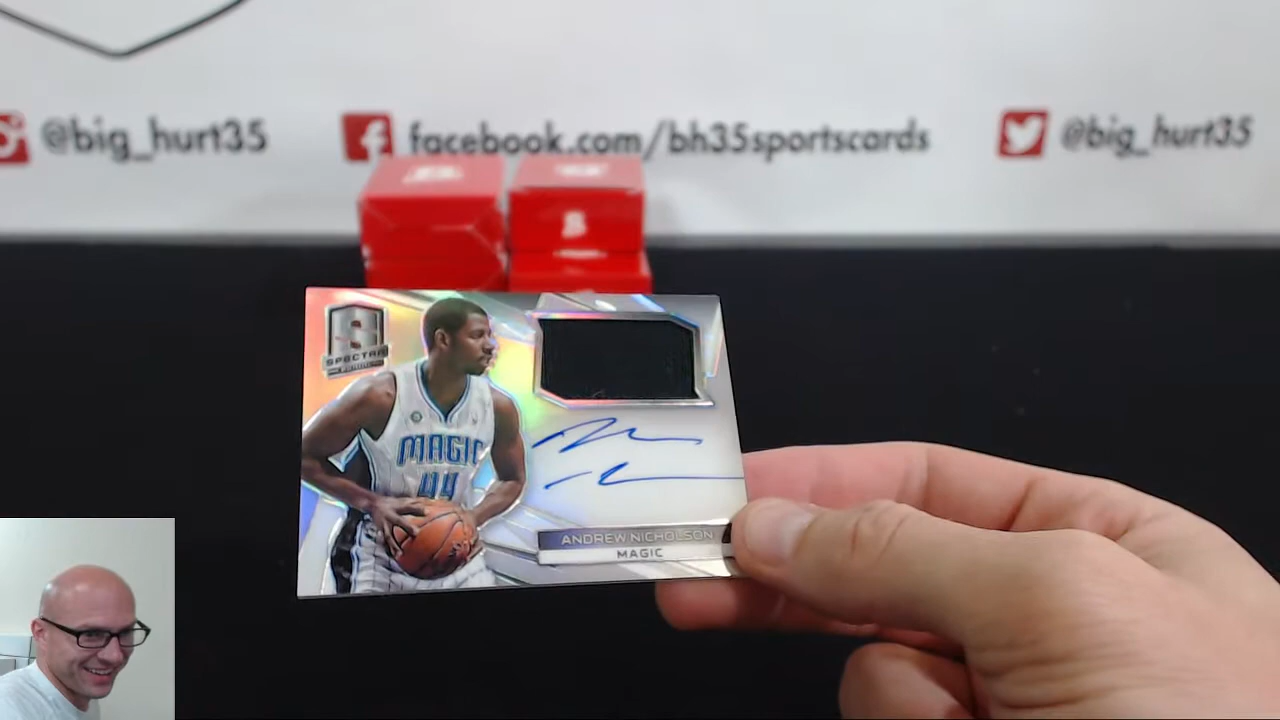 @big_hurt35
facebook.com/bh35sportscards
@big_hurt35
SPECTRA
MAGIC
44
ANDREW NICHOLSON
MAGIC